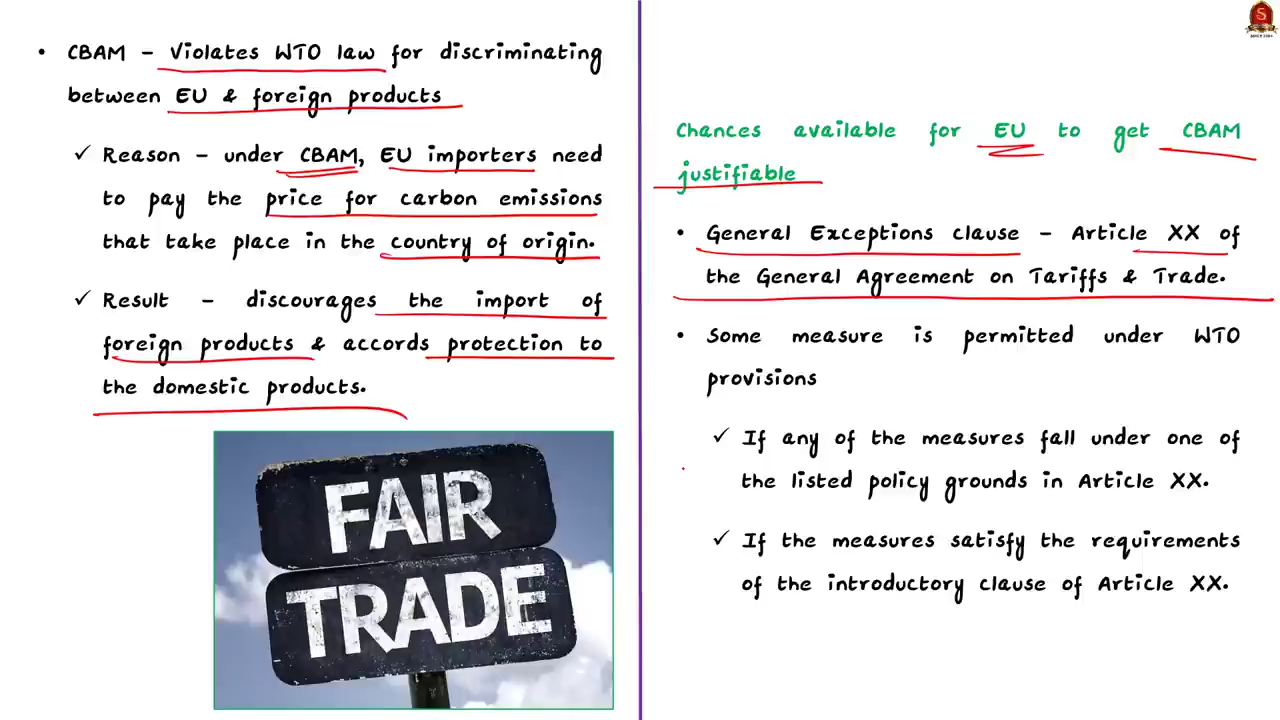 • CBAM – Violates WTO law for discriminating
between EU & foreign products
✓ Reason – under CBAM, EU importers need
to pay the price for carbon emissions
that take place in the country of origin.
✓ Result – discourages the import of
foreign products & accords protection to
the domestic products.
FAIR
TRADE
S
Chances available for EU to get CBAM
justifiable
• General Exceptions clause – Article XX of
the General Agreement on Tariffs & Trade.
• Some measure is permitted under WTO
provisions
✓ If any of the measures fall under one of
the listed policy grounds in Article XX.
✓ If the measures satisfy the requirements
of the introductory clause of Article XX.